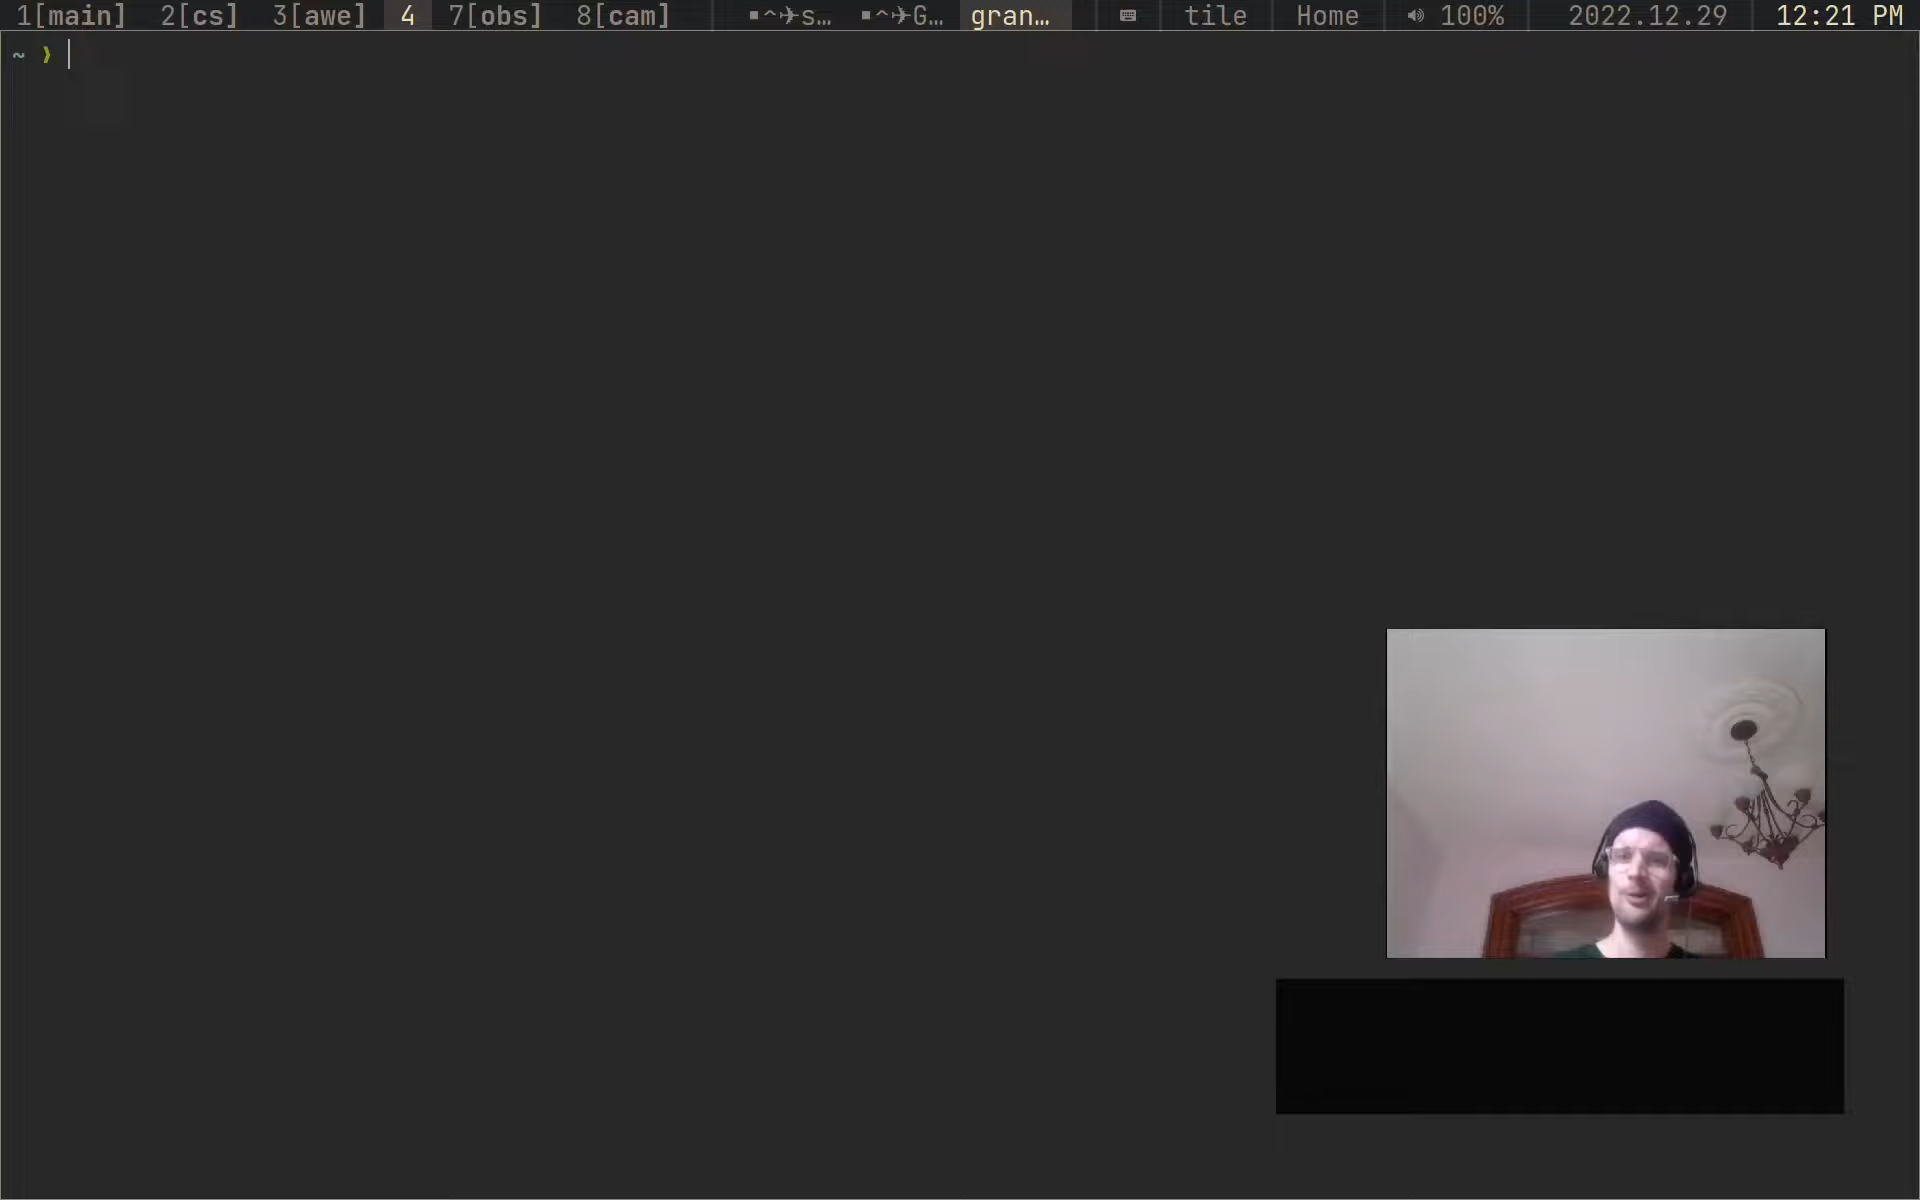 1[main] 2[cs] 3[awe] 4 7[obs] 8[cam] ▪^✈s… ▪^✈G… gran… tile Home 100% 2022.12.29 12:21 PM
~ ❯